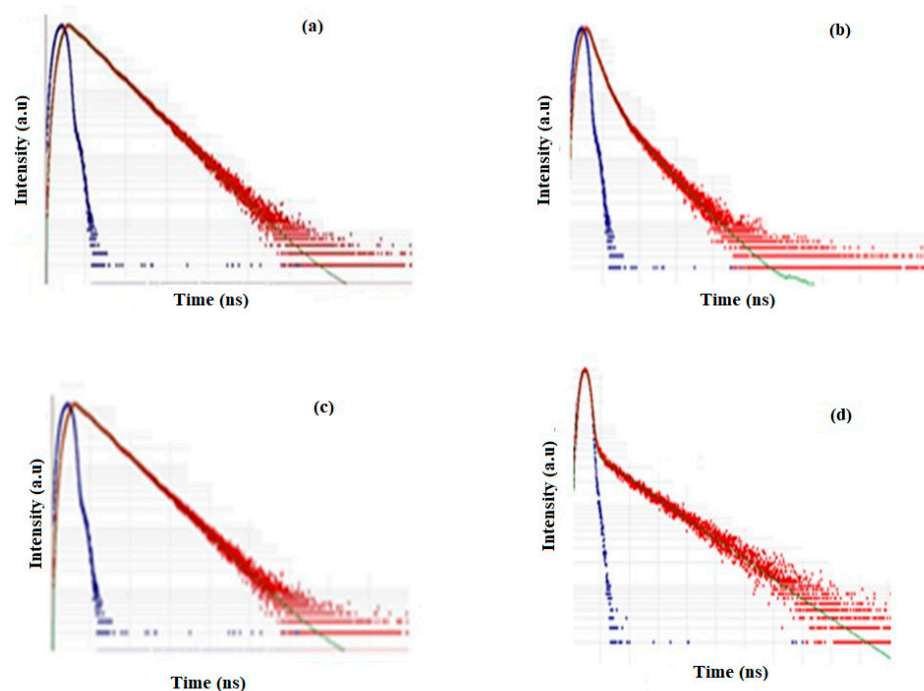 (a)
Intensity (a.u)
Time (ns)
(b)
Intensity (a.u)
Time (ns)
(c)
Intensity (a.u)
Time (ns)
(d)
Intensity (a.u)
Time (ns)